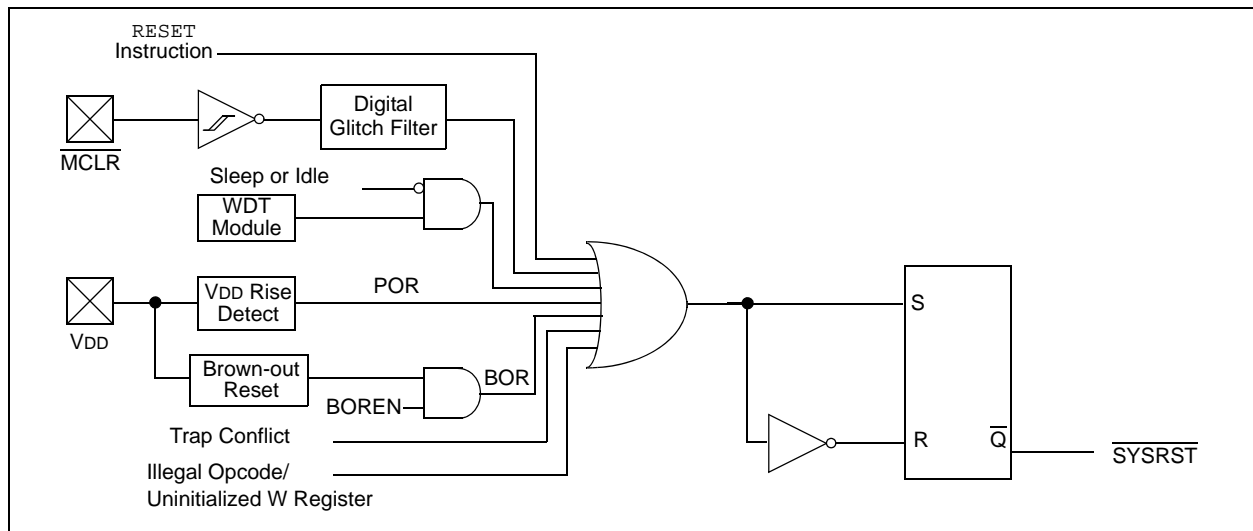 RESET
Instruction
Digital
Glitch Filter
MCLR
Sleep or Idle
WDT
Module
VDD Rise
Detect
POR
VDD
Brown-out
Reset
BOR
BOREN
Trap Conflict
Illegal Opcode/
Uninitialized W Register
S
R
Q
SYSRST